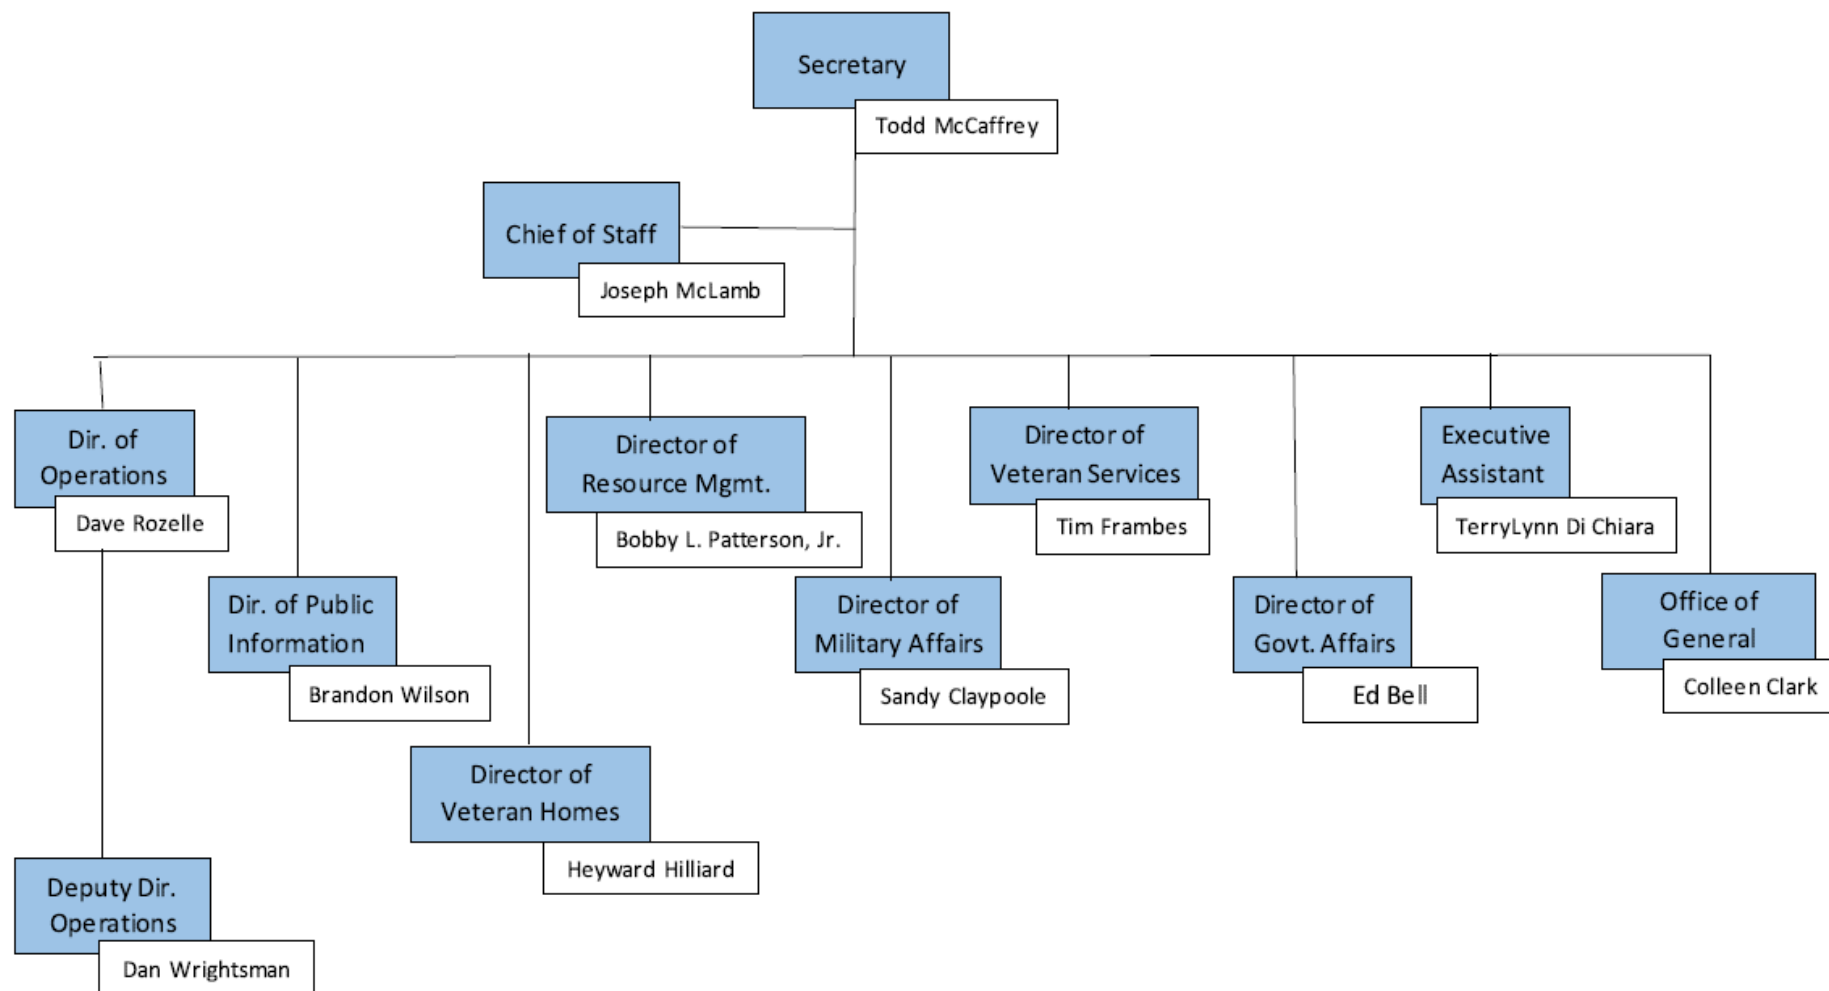 Secretary
Todd McCaffrey
Chief of Staff
Joseph McLamb
Dir. of
Operations
Dave Rozelle
Dir. of Public
Information
Brandon Wilson
Director of
Veteran Homes
Heyward Hilliard
Director of
Resource Mgmt.
Bobby L. Patterson, Jr.
Director of
Military Affairs
Sandy Claypoole
Director of
Veteran Services
Tim Frambes
Director of
Govt. Affairs
Ed Bell
Executive
Assistant
TerryLynn Di Chiara
Office of
General
Colleen Clark
Deputy Dir.
Operations
Dan Wrightsman